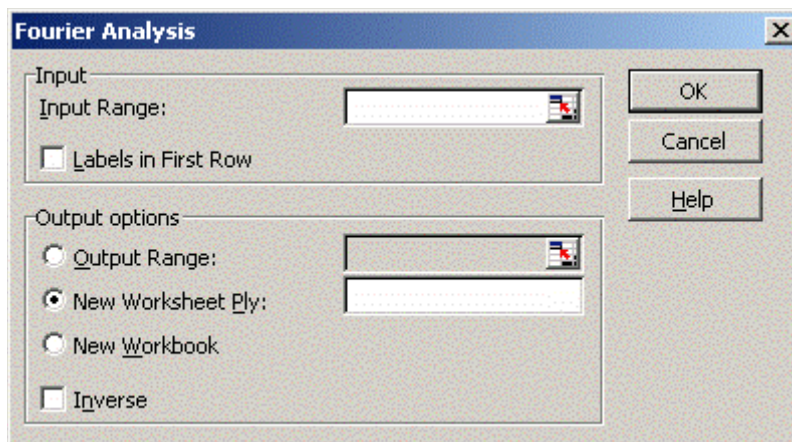 Fourier Analysis
Input
Input Range:
Labels in First Row
OK
Cancel
Help
Output options
Output Range:
New Worksheet Ply:
New Workbook
Inverse